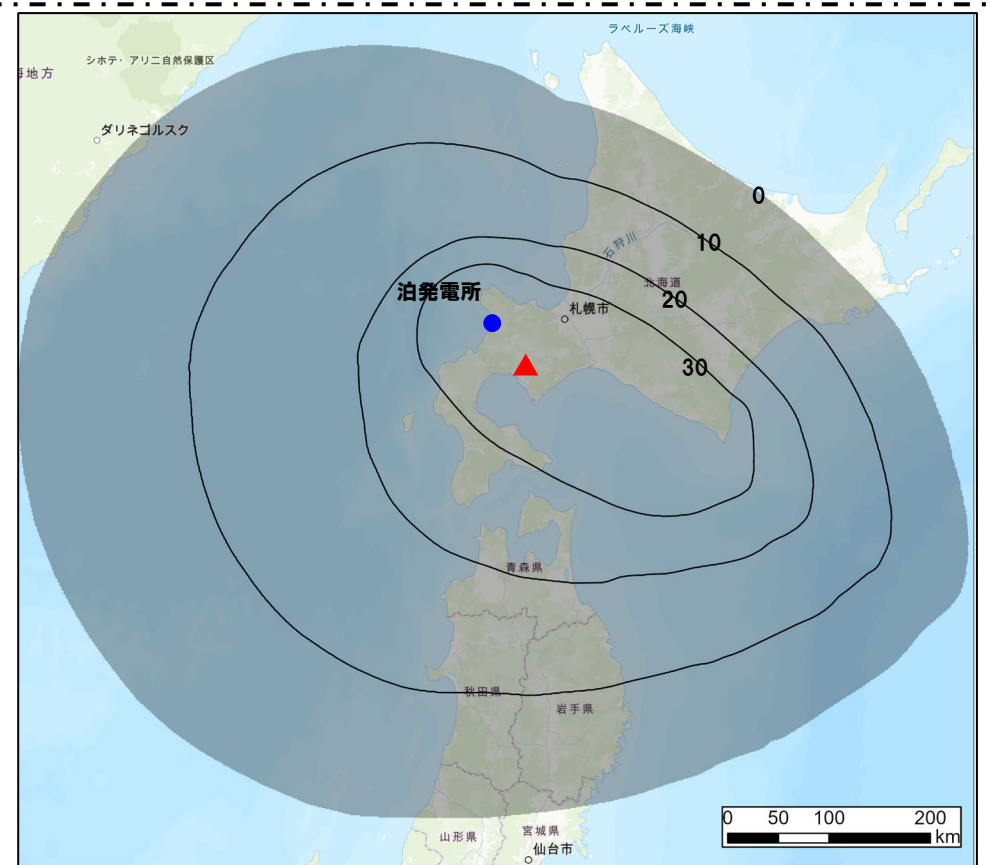 ラペルーズ海峡
シホテ・アリニ自然保護区
地方
ダリネゴルスク
0
10
石狩川
北海道
20
泊発電所
札幌市
30
青森県
秋田県
岩手県
山形県
宮城県
仙台市
0 50 100 200
km